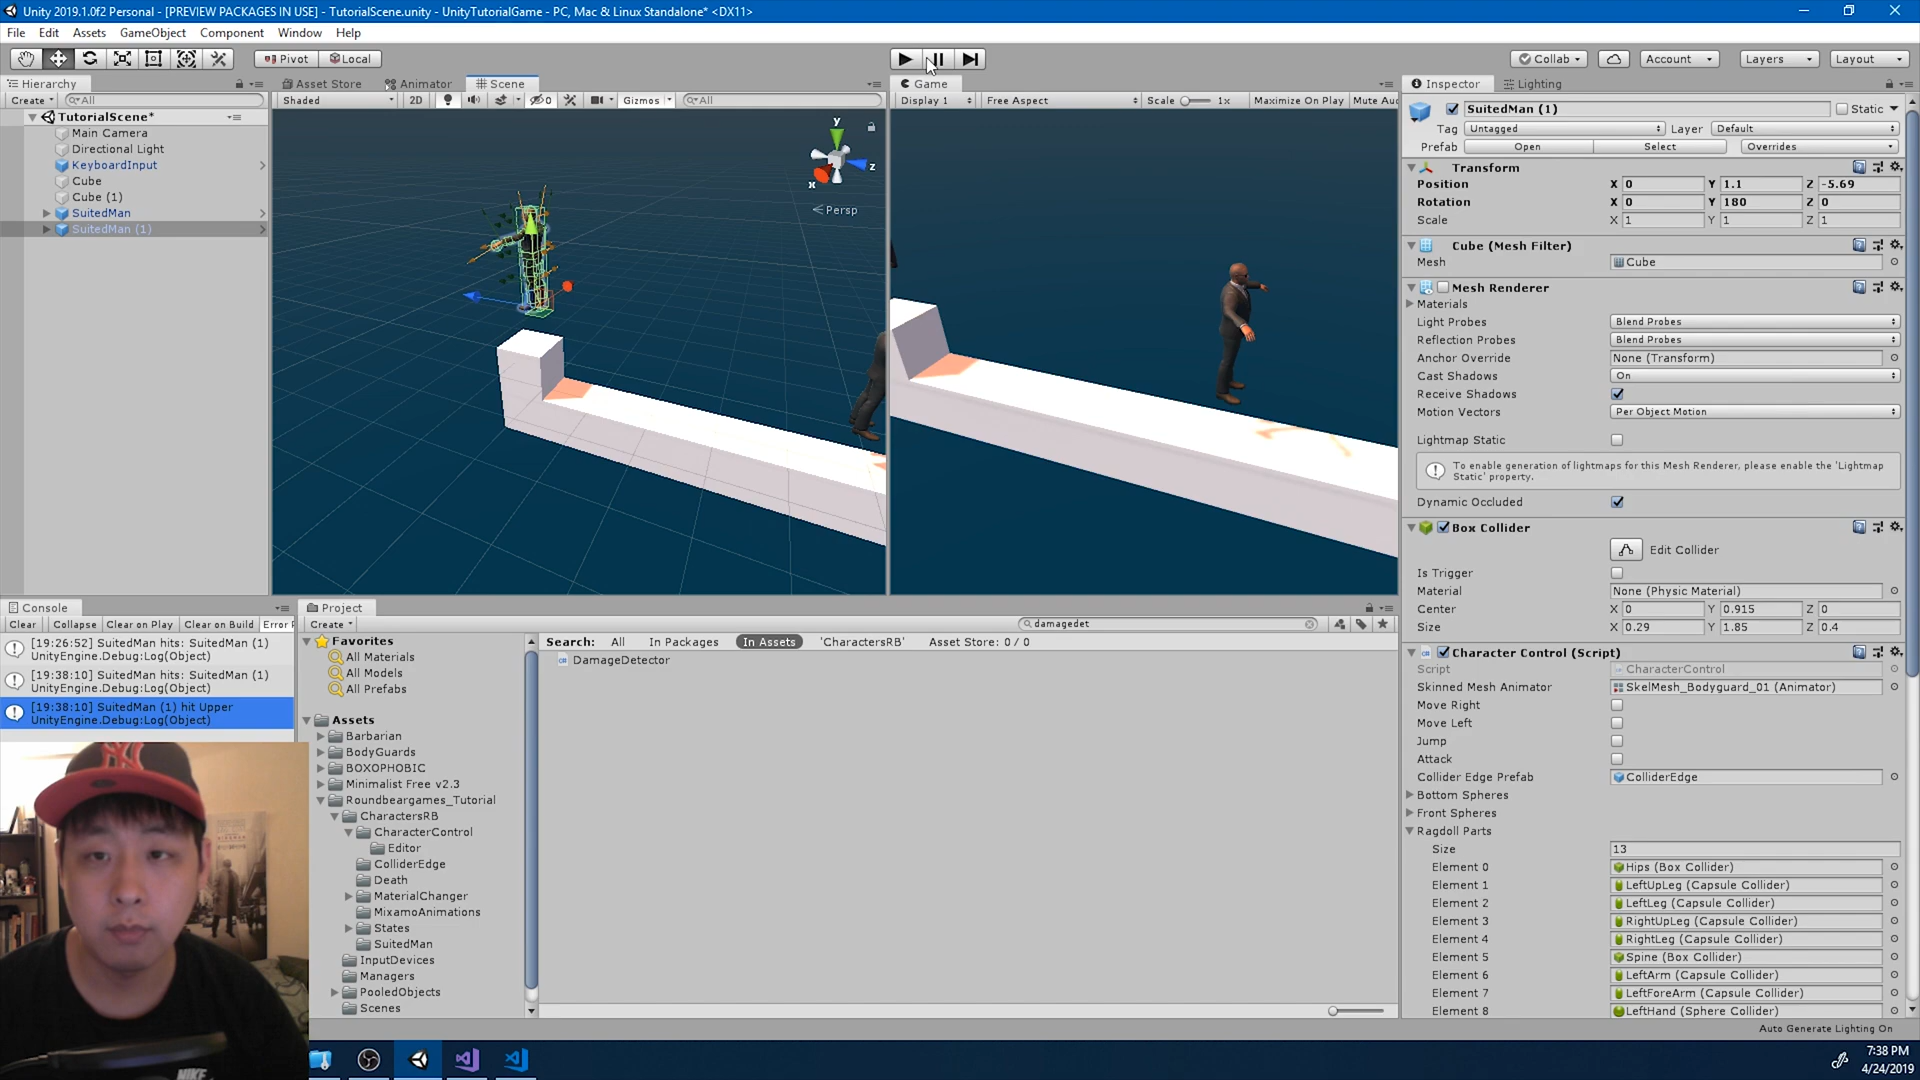 Unity 2019.1.0f2 Personal - [PREVIEW PACKAGES IN USE] - TutorialScene.unity - UnityTutorialGame - PC, Mac & Linux Standalone* <DX11>
File Edit Assets GameObject Component Window Help
Pivot Local Collab Account Layers Layout
Hierarchy Asset Store Animator Scene Game Inspector Lighting
Create All Shaded 2D 0 Gizmos All Display 1 Free Aspect Scale 1x Maximize On Play Mute Au
TutorialScene*
Main Camera
Directional Light
KeyboardInput
Cube
Cube (1)
SuitedMan
SuitedMan (1)
y
z
x
Persp
SuitedMan (1) Static
Tag Untagged Layer Default
Prefab Open Select Overrides
Transform
Position X 0 Y 1.1 Z -5.69
Rotation X 0 Y 180 Z 0
Scale X 1 Y 1 Z 1
Cube (Mesh Filter)
Mesh Cube
Mesh Renderer
Materials
Light Probes Blend Probes
Reflection Probes Blend Probes
Anchor Override None (Transform)
Cast Shadows On
Receive Shadows
Motion Vectors Per Object Motion
Lightmap Static
To enable generation of lightmaps for this Mesh Renderer, please enable the 'Lightmap
Static' property.
Dynamic Occluded
Box Collider
Edit Collider
Is Trigger
Material None (Physic Material)
Center X 0 Y 0.915 Z 0
Size X 0.29 Y 1.85 Z 0.4
Character Control (Script)
Script CharacterControl
Skinned Mesh Animator SkelMesh_Bodyguard_01 (Animator)
Move Right
Move Left
Jump
Attack
Collider Edge Prefab ColliderEdge
Bottom Spheres
Front Spheres
Ragdoll Parts
Size 13
Element 0 Hips (Box Collider)
Element 1 LeftUpLeg (Capsule Collider)
Element 2 LeftLeg (Capsule Collider)
Element 3 RightUpLeg (Capsule Collider)
Element 4 RightLeg (Capsule Collider)
Element 5 Spine (Box Collider)
Element 6 LeftArm (Capsule Collider)
Element 7 LeftForeArm (Capsule Collider)
Element 8 LeftHand (Sphere Collider)
Auto Generate Lighting On
Console
Clear Collapse Clear on Play Clear on Build Error
[19:26:52] SuitedMan hits: SuitedMan (1)
UnityEngine.Debug:Log(Object)
[19:38:10] SuitedMan hits: SuitedMan (1)
UnityEngine.Debug:Log(Object)
[19:38:10] SuitedMan (1) hit Upper
UnityEngine.Debug:Log(Object)
Project
Create damagedet
Favorites
All Materials
All Models
All Prefabs
Assets
Barbarian
BodyGuards
BOXOPHOBIC
Minimalist Free v2.3
Roundbeargames_Tutorial
CharactersRB
CharacterControl
Editor
ColliderEdge
Death
MaterialChanger
MixamoAnimations
States
SuitedMan
InputDevices
Managers
PooledObjects
Scenes
Search: All In Packages In Assets 'CharactersRB' Asset Store: 0 / 0
DamageDetector
NIKE
7:38 PM
4/24/2019